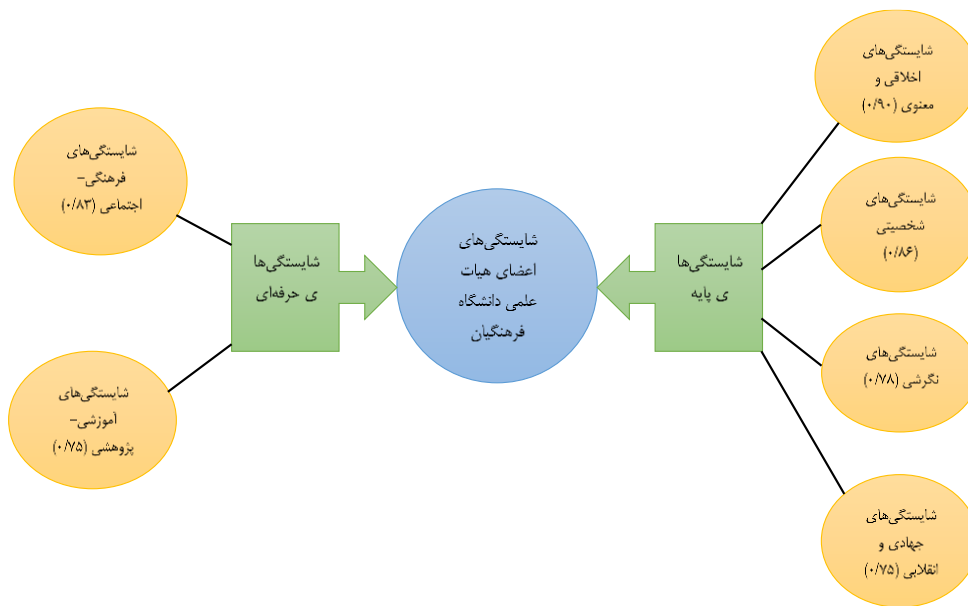 شایستگی‌های
اخلاقی و
معنوی (۰/۹۰)
شایستگی‌های
شخصیتی
(۰/۸۶)
شایستگی‌های
نگرشی (۰/۷۸)
شایستگی‌های
جهادی و
انقلابی (۰/۷۵)
شایستگی‌ها
ی پایه
شایستگی‌های
اعضای هیات
علمی دانشگاه
فرهنگیان
شایستگی‌ها
ی حرفه‌ای
شایستگی‌های
فرهنگی-
اجتماعی (۰/۸۳)
شایستگی‌های
آموزشی-
پژوهشی (۰/۷۵)